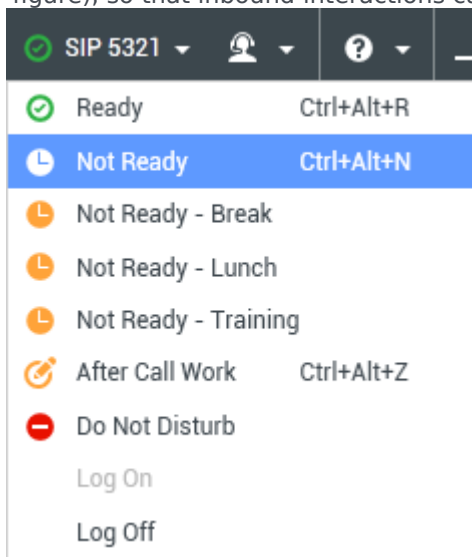 figure), so that inbound interactions c
SIP 5321
Ready Ctrl+Alt+R
Not Ready Ctrl+Alt+N
Not Ready - Break
Not Ready - Lunch
Not Ready - Training
After Call Work Ctrl+Alt+Z
Do Not Disturb
Log On
Log Off